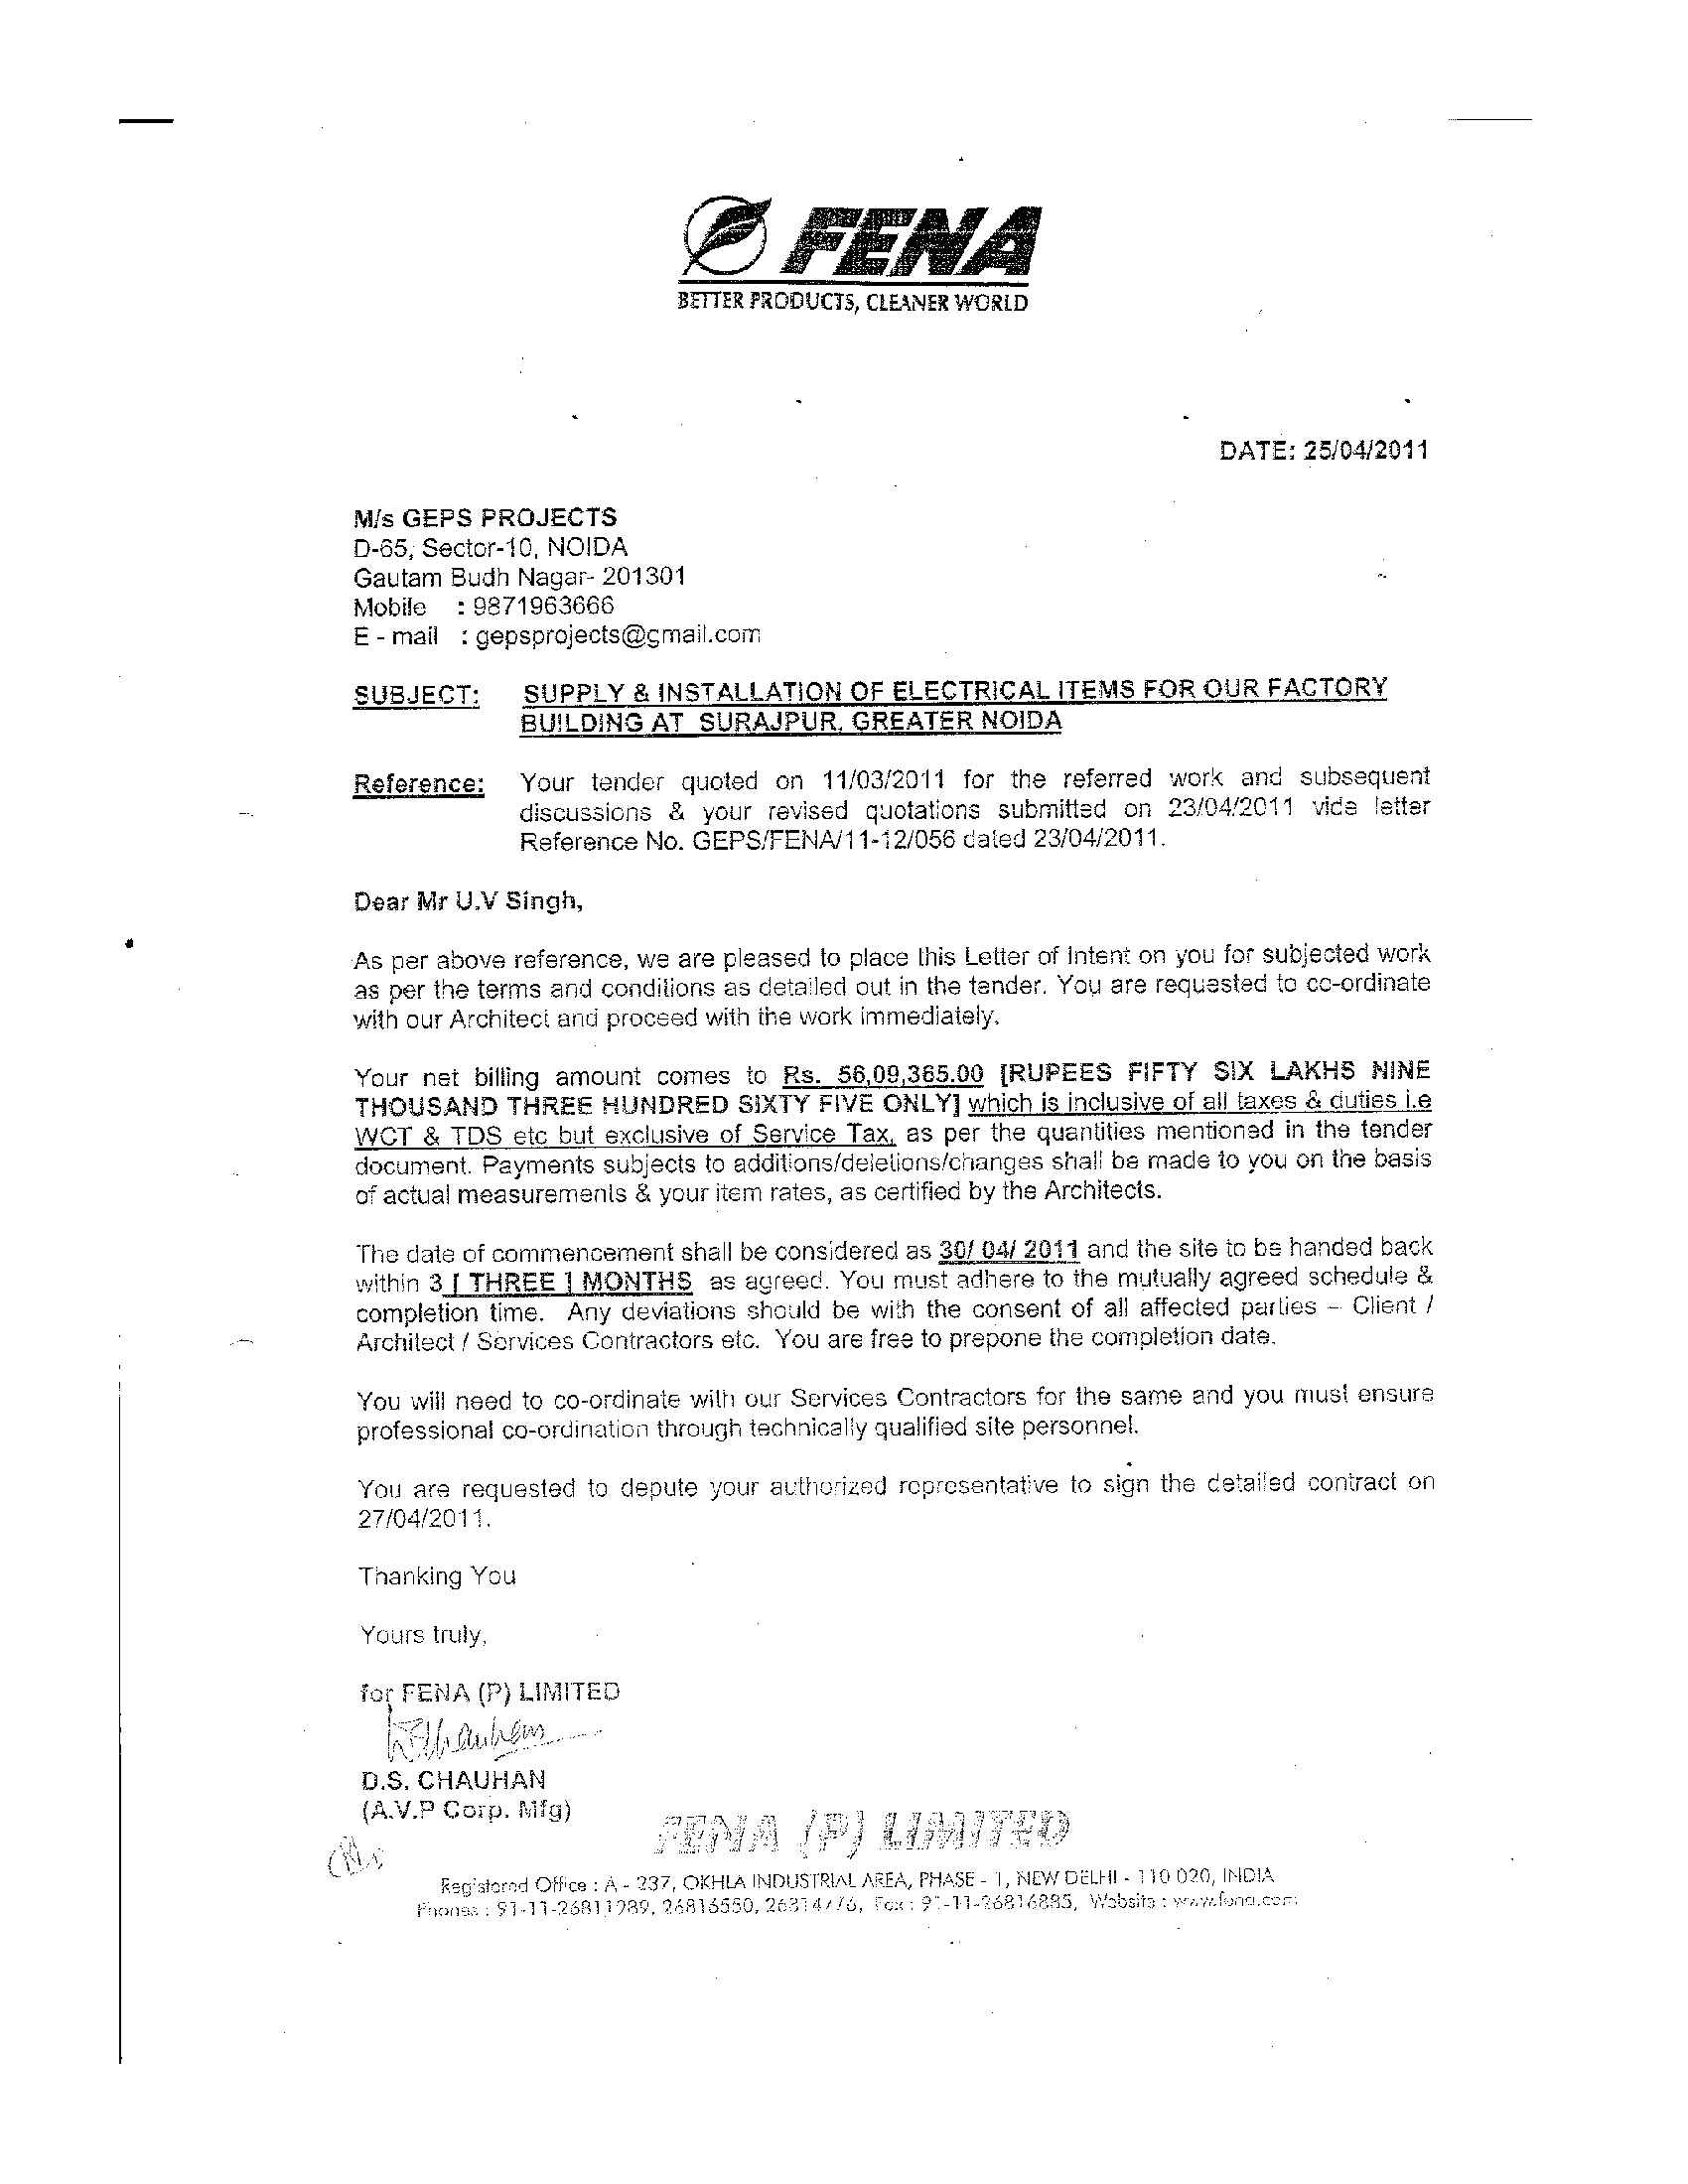 FENA
BETTER PRODUCTS, CLEANER WORLD
DATE: 25/04/2011
M/s GEPS PROJECTS
D-65, Sector-10, NOIDA
Gautam Budh Nagar- 201301
Mobile : 9871963666
E - mail : gepsprojects@gmail.com
SUBJECT: SUPPLY & INSTALLATION OF ELECTRICAL ITEMS FOR OUR FACTORY
BUILDING AT SURAJPUR, GREATER NOIDA
Reference: Your tender quoted on 11/03/2011 for the referred work and subsequent
discussions & your revised quotations submitted on 23/04/2011 vide letter
Reference No. GEPS/FENA/11-12/056 dated 23/04/2011.
Dear Mr U.V Singh,
As per above reference, we are pleased to place this Letter of Intent on you for subjected work
as per the terms and conditions as detailed out in the tender. You are requested to co-ordinate
with our Architect and proceed with the work immediately.
Your net billing amount comes to Rs. 56,09,365.00 [RUPEES FIFTY SIX LAKHS NINE
THOUSAND THREE HUNDRED SIXTY FIVE ONLY] which is inclusive of all taxes & duties i.e
WCT & TDS etc but exclusive of Service Tax, as per the quantities mentioned in the tender
document. Payments subjects to additions/deletions/changes shall be made to you on the basis
of actual measurements & your item rates, as certified by the Architects.
The date of commencement shall be considered as 30/ 04/ 2011 and the site to be handed back
within 3 [ THREE ] MONTHS as agreed. You must adhere to the mutually agreed schedule &
completion time. Any deviations should be with the consent of all affected parties – Client /
Architect / Services Contractors etc. You are free to prepone the completion date.
You will need to co-ordinate with our Services Contractors for the same and you must ensure
professional co-ordination through technically qualified site personnel.
You are requested to depute your authorized representative to sign the detailed contract on
27/04/2011.
Thanking You
Yours truly,
for FENA (P) LIMITED
D.S. CHAUHAN
(A.V.P Corp. Mfg)
FENA (P) LIMITED
Registered Office : A - 237, OKHLA INDUSTRIAL AREA, PHASE - 1, NEW DELHI - 110 020, INDIA
Phones : 91-11-26811289, 26816550, 26814776, Fax : 91-11-26816885, Website : www.fena.com